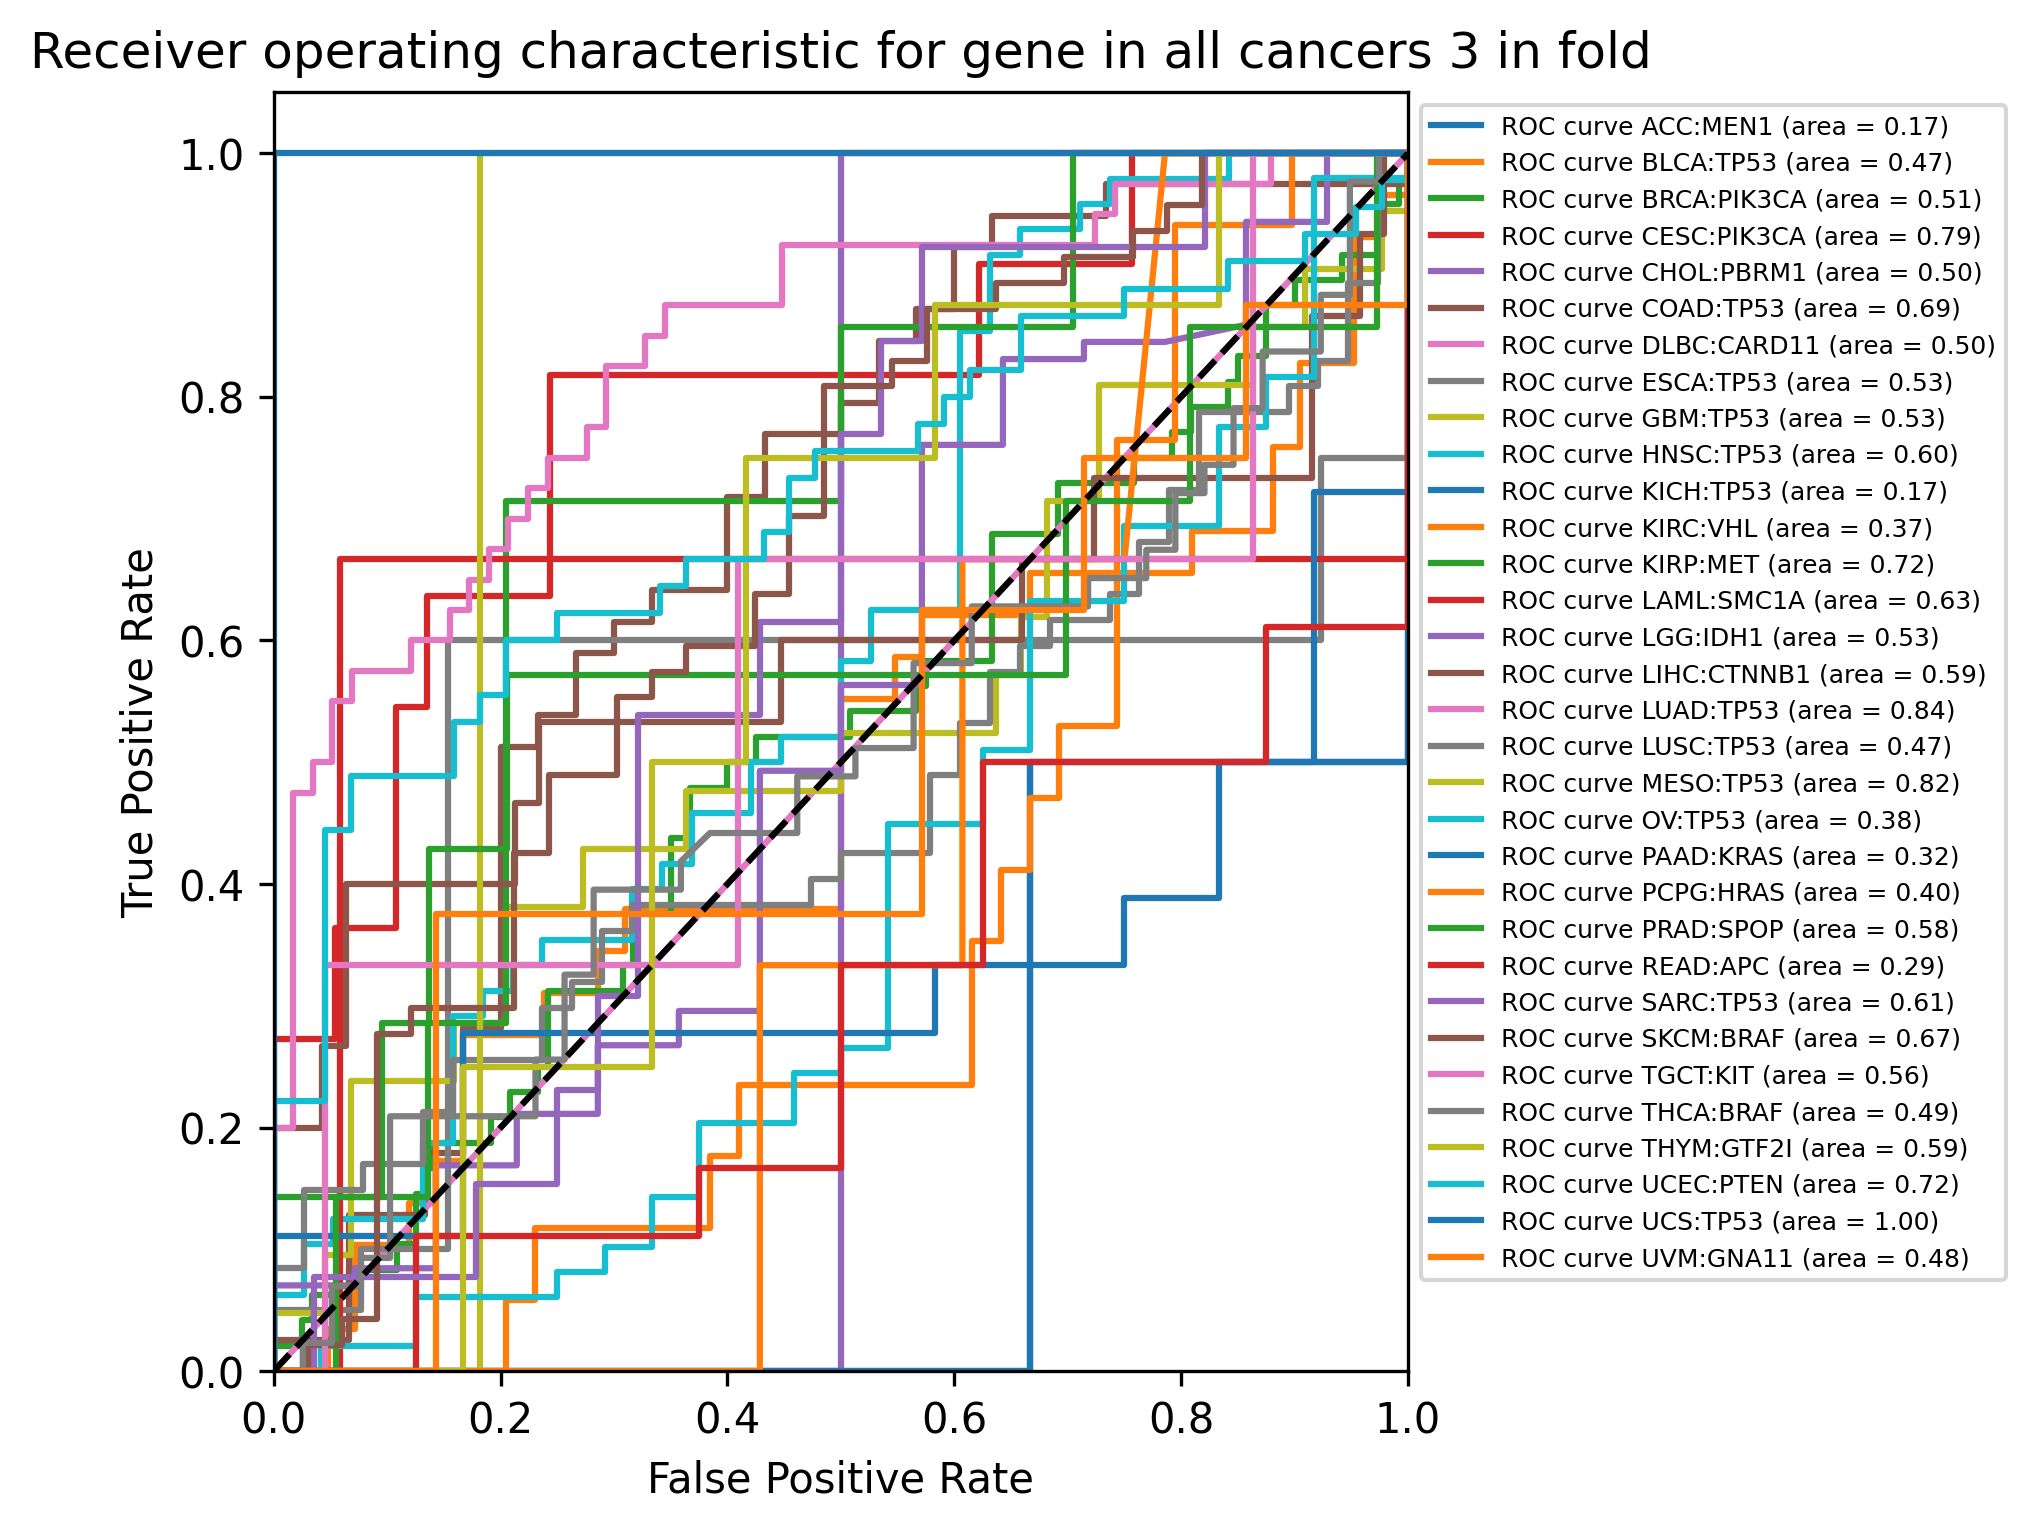 Receiver operating characteristic for gene in all cancers 3 in fold
True Positive Rate
1.0
0.8
0.6
0.4
0.2
0.0
0.0 0.2 0.4 0.6 0.8 1.0
False Positive Rate
ROC curve ACC:MEN1 (area = 0.17)
ROC curve BLCA:TP53 (area = 0.47)
ROC curve BRCA:PIK3CA (area = 0.51)
ROC curve CESC:PIK3CA (area = 0.79)
ROC curve CHOL:PBRM1 (area = 0.50)
ROC curve COAD:TP53 (area = 0.69)
ROC curve DLBC:CARD11 (area = 0.50)
ROC curve ESCA:TP53 (area = 0.53)
ROC curve GBM:TP53 (area = 0.53)
ROC curve HNSC:TP53 (area = 0.60)
ROC curve KICH:TP53 (area = 0.17)
ROC curve KIRC:VHL (area = 0.37)
ROC curve KIRP:MET (area = 0.72)
ROC curve LAML:SMC1A (area = 0.63)
ROC curve LGG:IDH1 (area = 0.53)
ROC curve LIHC:CTNNB1 (area = 0.59)
ROC curve LUAD:TP53 (area = 0.84)
ROC curve LUSC:TP53 (area = 0.47)
ROC curve MESO:TP53 (area = 0.82)
ROC curve OV:TP53 (area = 0.38)
ROC curve PAAD:KRAS (area = 0.32)
ROC curve PCPG:HRAS (area = 0.40)
ROC curve PRAD:SPOP (area = 0.58)
ROC curve READ:APC (area = 0.29)
ROC curve SARC:TP53 (area = 0.61)
ROC curve SKCM:BRAF (area = 0.67)
ROC curve TGCT:KIT (area = 0.56)
ROC curve THCA:BRAF (area = 0.49)
ROC curve THYM:GTF2I (area = 0.59)
ROC curve UCEC:PTEN (area = 0.72)
ROC curve UCS:TP53 (area = 1.00)
ROC curve UVM:GNA11 (area = 0.48)